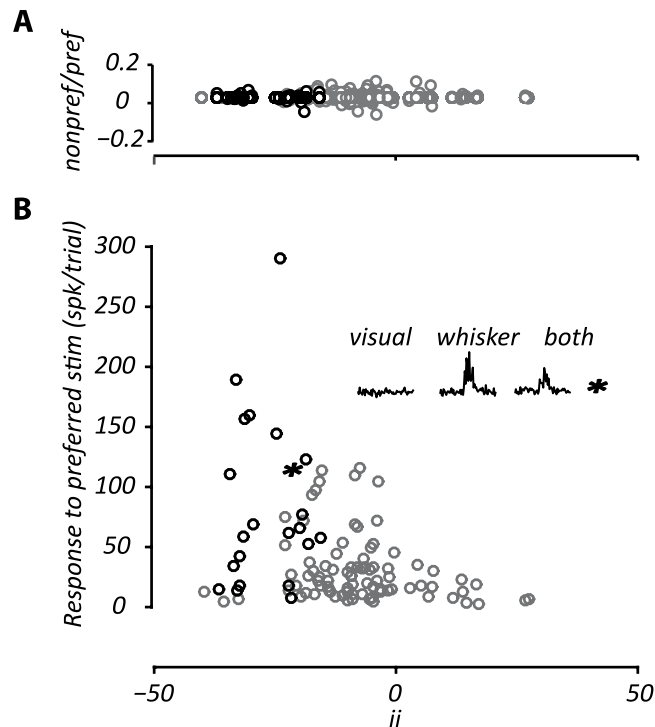 A
nonpref/pref
0.2
0
−0.2
B
Response to preferred stim (spk/trial)
300
250
200
150
100
50
0
visual whisker both
*
*
−50 0 50
ii